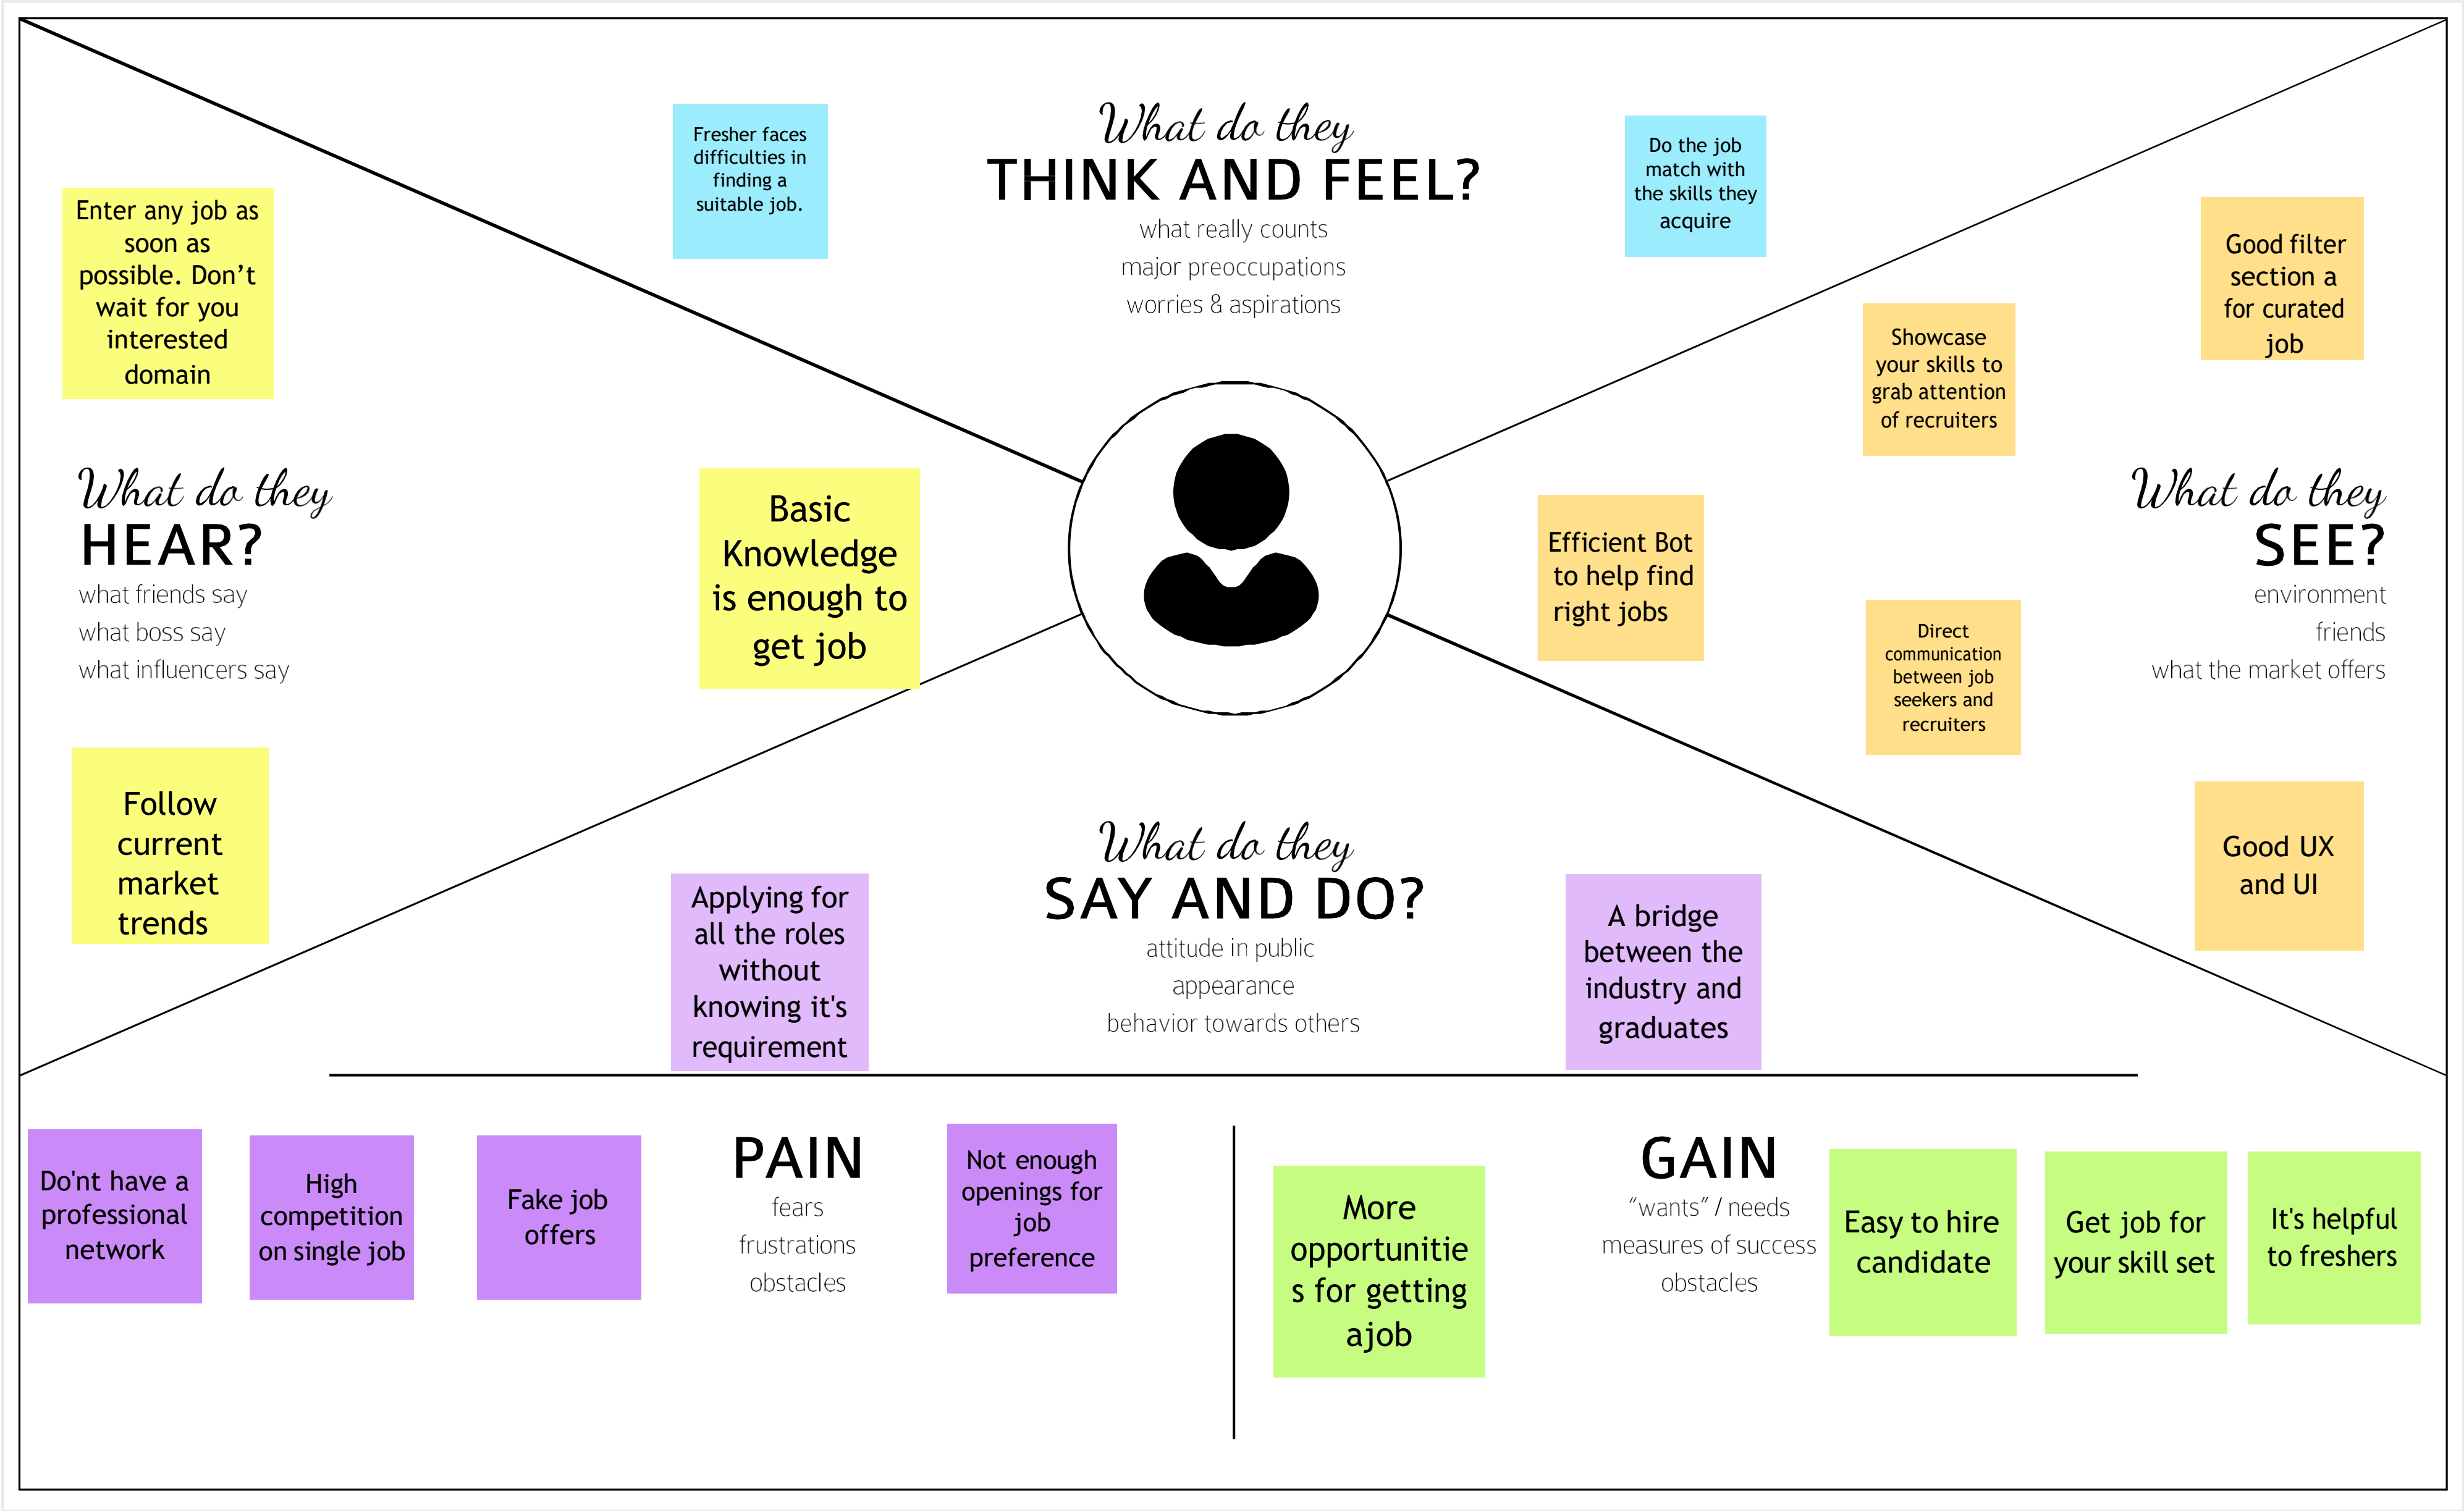 What do they
THINK AND FEEL?
what really counts
major preoccupations
worries & aspirations
Fresher faces
difficulties in
finding a
suitable job.
Do the job
match with
the skills they
acquire
What do they
HEAR?
what friends say
what boss say
what influencers say
Enter any job as
soon as
possible. Don’t
wait for you
interested
domain
Basic
Knowledge
is enough to
get job
Follow
current
market
trends
What do they
SEE?
environment
friends
what the market offers
Good filter
section a
for curated
job
Showcase
your skills to
grab attention
of recruiters
Efficient Bot
to help find
right jobs
Direct
communication
between job
seekers and
recruiters
Good UX
and UI
What do they
SAY AND DO?
attitude in public
appearance
behavior towards others
Applying for
all the roles
without
knowing it's
requirement
A bridge
between the
industry and
graduates
PAIN
fears
frustrations
obstacles
Do'nt have a
professional
network
High
competition
on single job
Fake job
offers
Not enough
openings for
job
preference
GAIN
“wants” / needs
measures of success
obstacles
More
opportunitie
s for getting
ajob
Easy to hire
candidate
Get job for
your skill set
It's helpful
to freshers